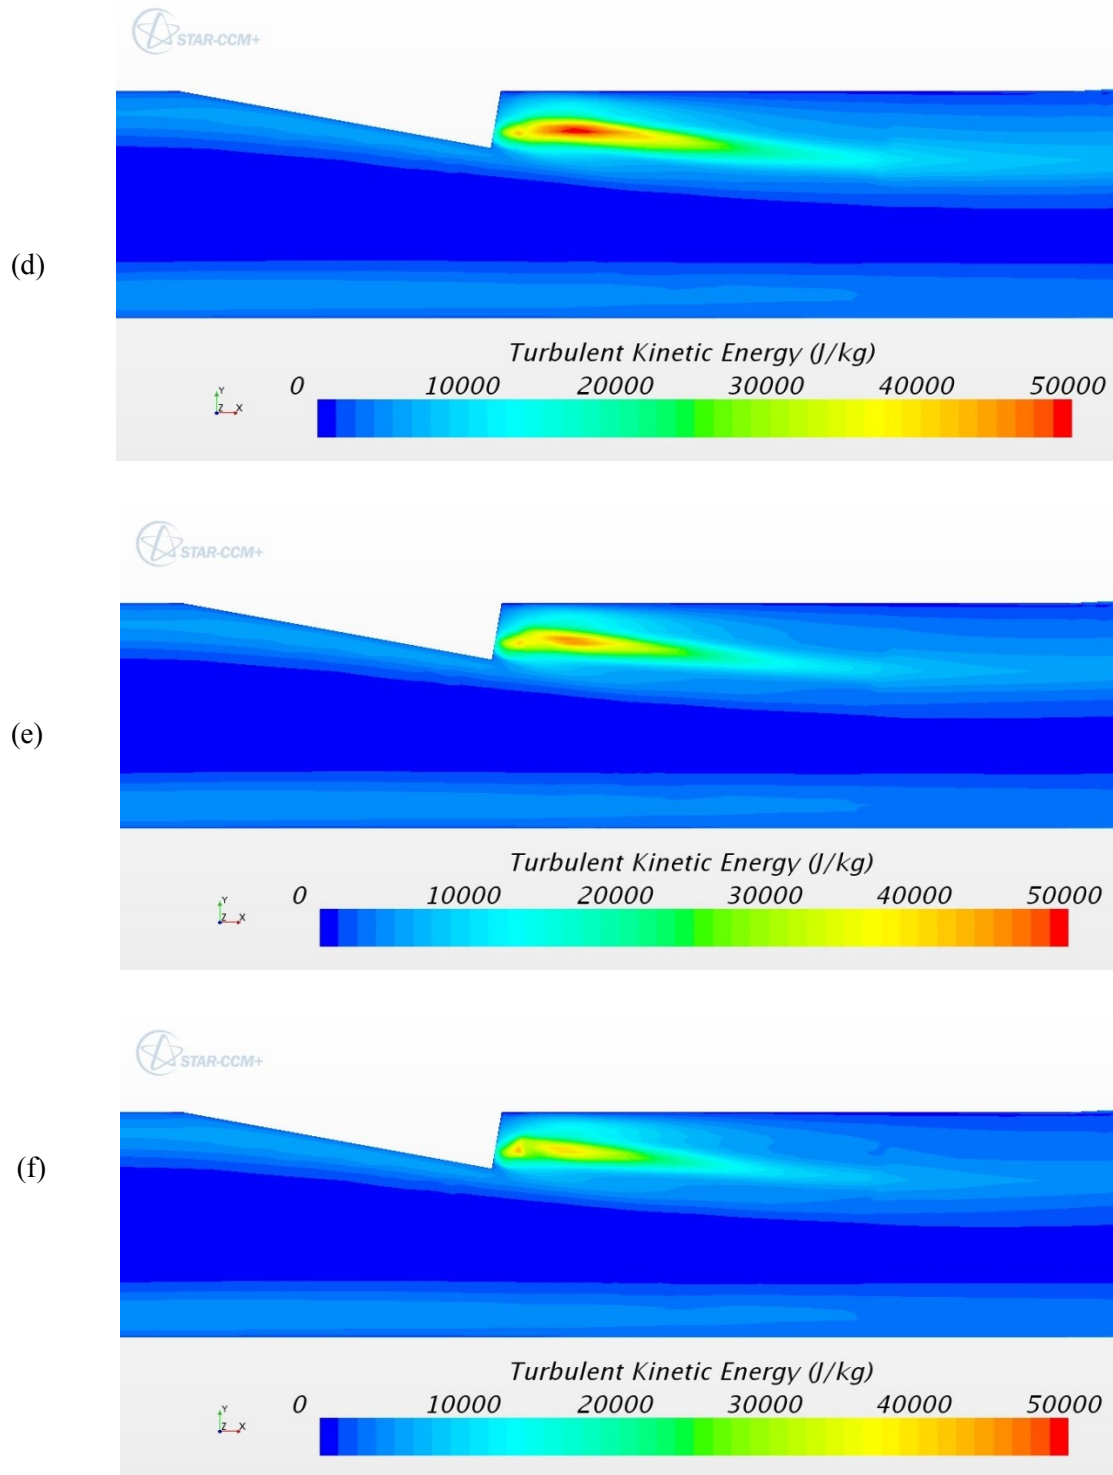 STAR-CCM+
(d)
Turbulent Kinetic Energy (J/kg)
0 10000 20000 30000 40000 50000
Y
Z X
STAR-CCM+
(e)
Turbulent Kinetic Energy (J/kg)
0 10000 20000 30000 40000 50000
Y
Z X
STAR-CCM+
(f)
Turbulent Kinetic Energy (J/kg)
0 10000 20000 30000 40000 50000
Y
Z X